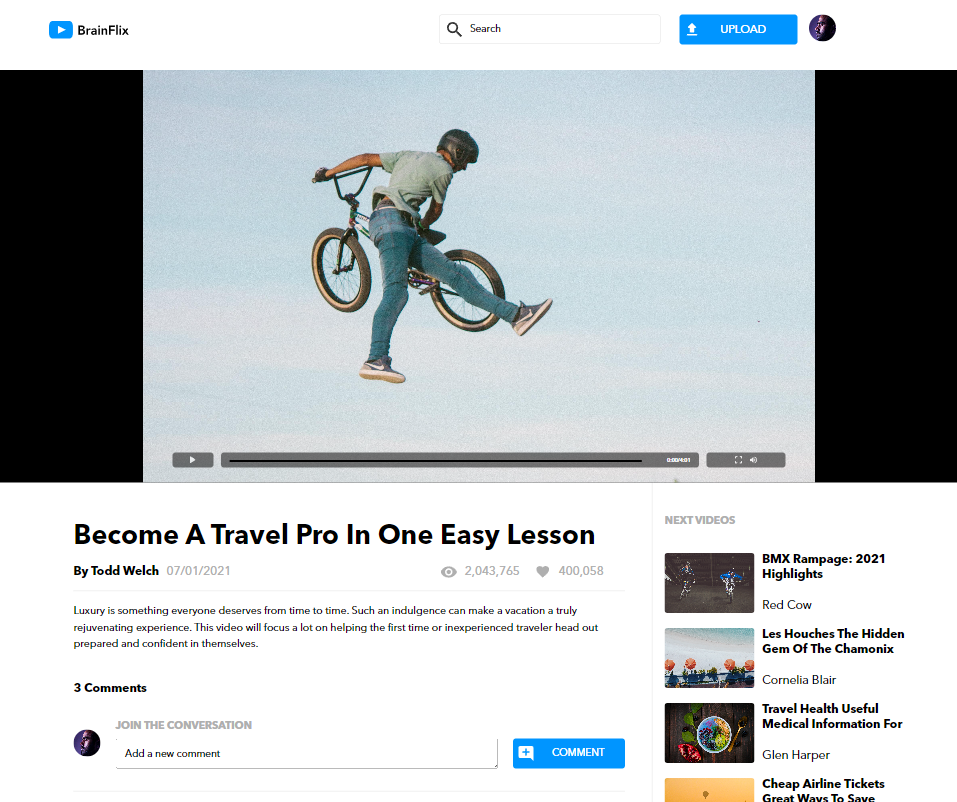 BrainFlix
Search
UPLOAD
0:00/4:01
Become A Travel Pro In One Easy Lesson
By Todd Welch 07/01/2021
2,043,765 400,058
Luxury is something everyone deserves from time to time. Such an indulgence can make a vacation a truly
rejuvenating experience. This video will focus a lot on helping the first time or inexperienced traveler head out
prepared and confident in themselves.
3 Comments
JOIN THE CONVERSATION
Add a new comment
COMMENT
NEXT VIDEOS
BMX Rampage: 2021
Highlights
Red Cow
Les Houches The Hidden
Gem Of The Chamonix
Cornelia Blair
Travel Health Useful
Medical Information For
Glen Harper
Cheap Airline Tickets
Great Ways To Save